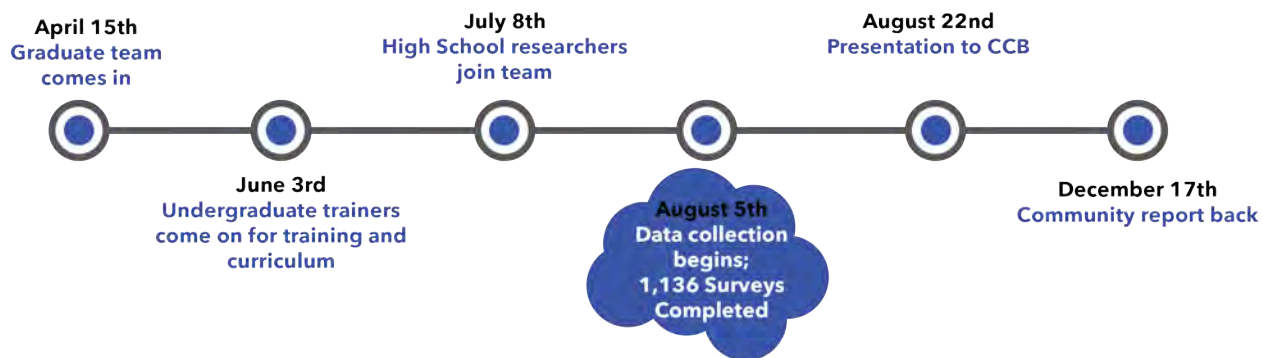 April 15th
Graduate team
comes in
June 3rd
Undergraduate trainers
come on for training and
curriculum
July 8th
High School researchers
join team
August 5th
Data collection
begins;
1,136 Surveys
Completed
August 22nd
Presentation to CCB
December 17th
Community report back